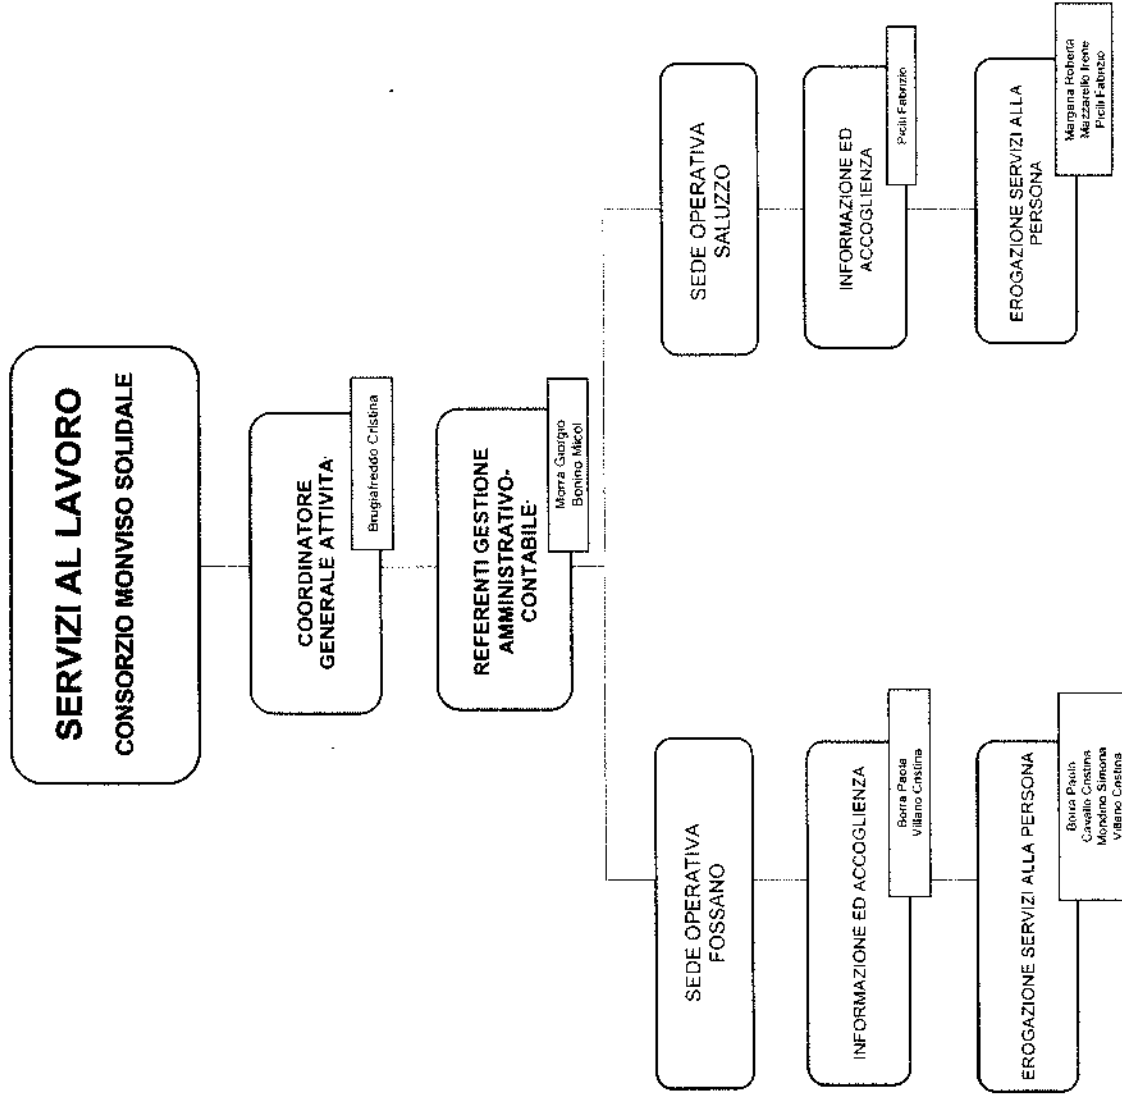 SERVIZI AL LAVORO
CONSORZIO MONVISO SOLIDALE
COORDINATORE
GENERALE ATTIVITA'
Brugiafreddo Cristina
REFERENTI GESTIONE
AMMINISTRATIVO-
CONTABILE
Morra Giorgio
Bonino Micol
SEDE OPERATIVA
FOSSANO
INFORMAZIONE ED ACCOGLIENZA
Borra Paola
Villano Cristina
EROGAZIONE SERVIZI ALLA PERSONA
Borra Paola
Cavallo Cristina
Mondino Simona
Villano Cristina
SEDE OPERATIVA
SALUZZO
INFORMAZIONE ED
ACCOGLIENZA
Picili Fabrizio
EROGAZIONE SERVIZI ALLA
PERSONA
Margaria Roberta
Mazzarello Irene
Picili Fabrizio